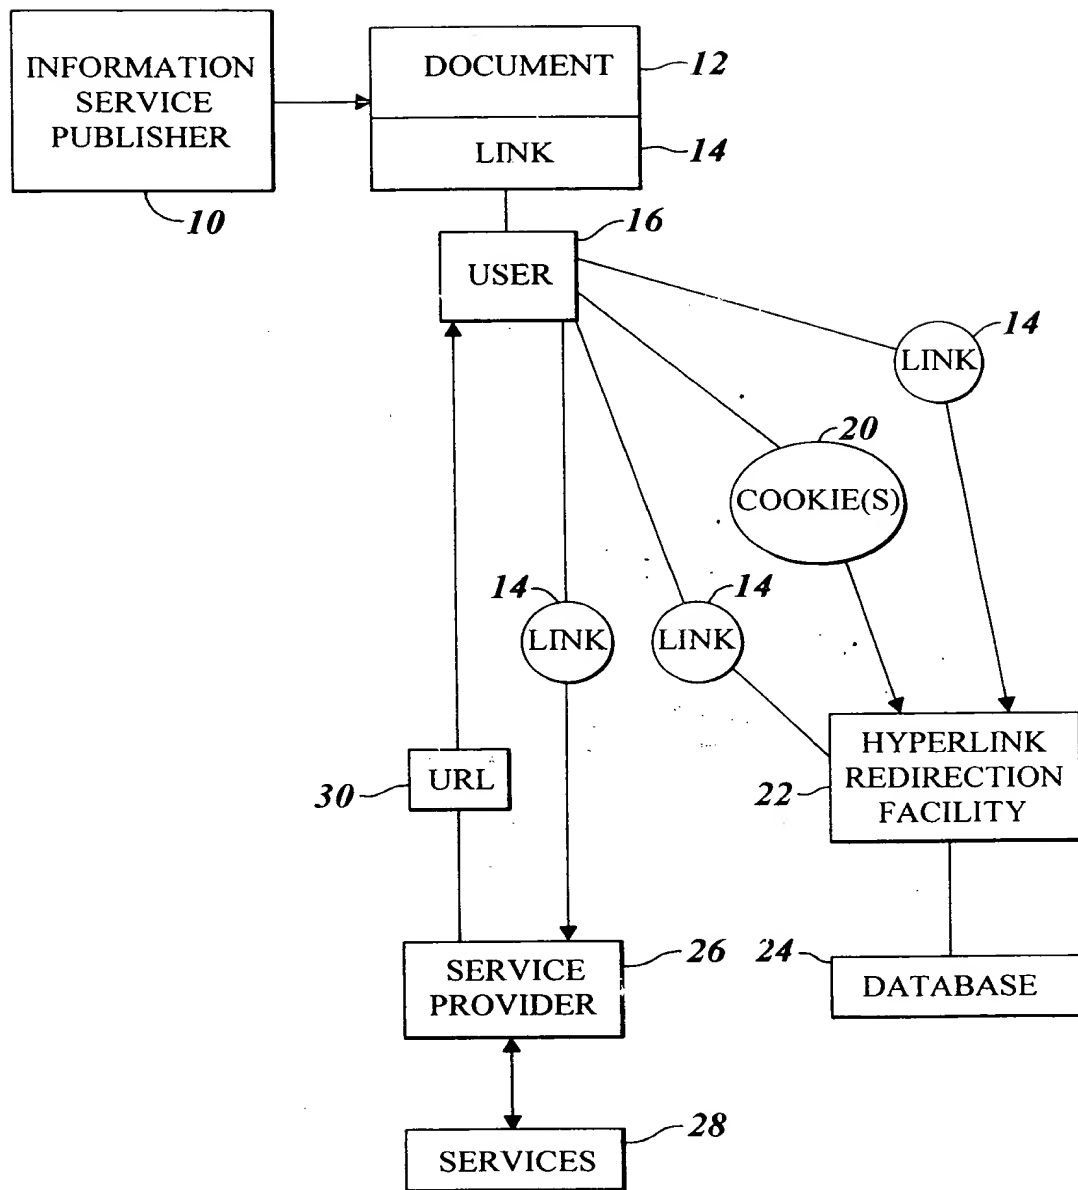 INFORMATION
SERVICE
PUBLISHER
10
DOCUMENT
12
LINK
14
16
USER
LINK
14
20
COOKIE(S)
14
LINK
14
LINK
HYPERLINK
REDIRECTION
FACILITY
22
30
URL
SERVICE
PROVIDER
26
24
DATABASE
SERVICES
28